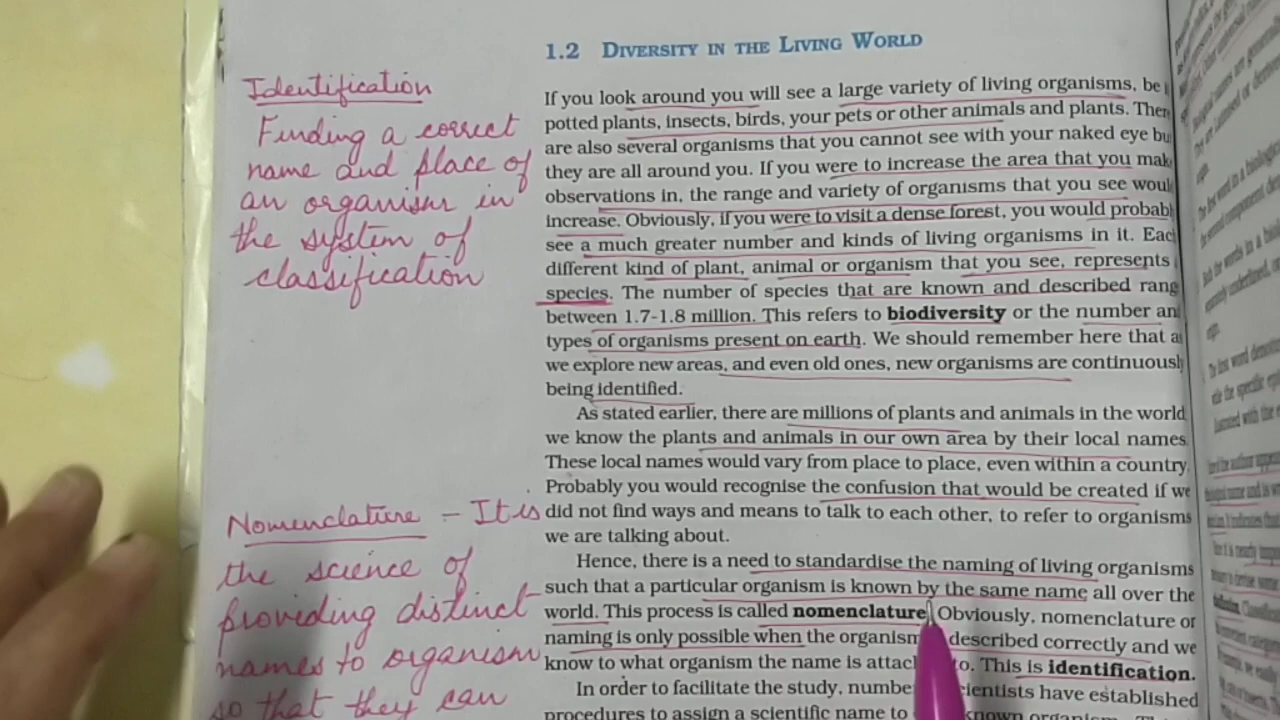 Identification
Finding a correct
name and place of
an organism in
the system of
classification
Nomenclature - It is
the science of
providing distinct
names to organism
so that they can
1.2 DIVERSITY IN THE LIVING WORLD
If you look around you will see a large variety of living organisms, be
potted plants, insects, birds, your pets or other animals and plants. Ther
are also several organisms that you cannot see with your naked eye bu
they are all around you. If you were to increase the area that you mak
observations in, the range and variety of organisms that you see woul
increase. Obviously, if you were to visit a dense forest, you would probabl
see a much greater number and kinds of living organisms in it. Eac
different kind of plant, animal or organism that you see, represents
species. The number of species that are known and described rang
between 1.7-1.8 million. This refers to biodiversity or the number an
types of organisms present on earth. We should remember here that a
we explore new areas, and even old ones, new organisms are continuousl
being identified.
As stated earlier, there are millions of plants and animals in the world
we know the plants and animals in our own area by their local names
These local names would vary from place to place, even within a country.
Probably you would recognise the confusion that would be created if we
did not find ways and means to talk to each other, to refer to organisms
we are talking about.
Hence, there is a need to standardise the naming of living organisms
such that a particular organism is known by the same name all over the
world. This process is called nomenclature Obviously, nomenclature or
naming is only possible when the organism described correctly and we
know to what organism the name is attac to. This is identification.
In order to facilitate the study, numbe cientists have established
procedures to assign a scientific name to known organism.